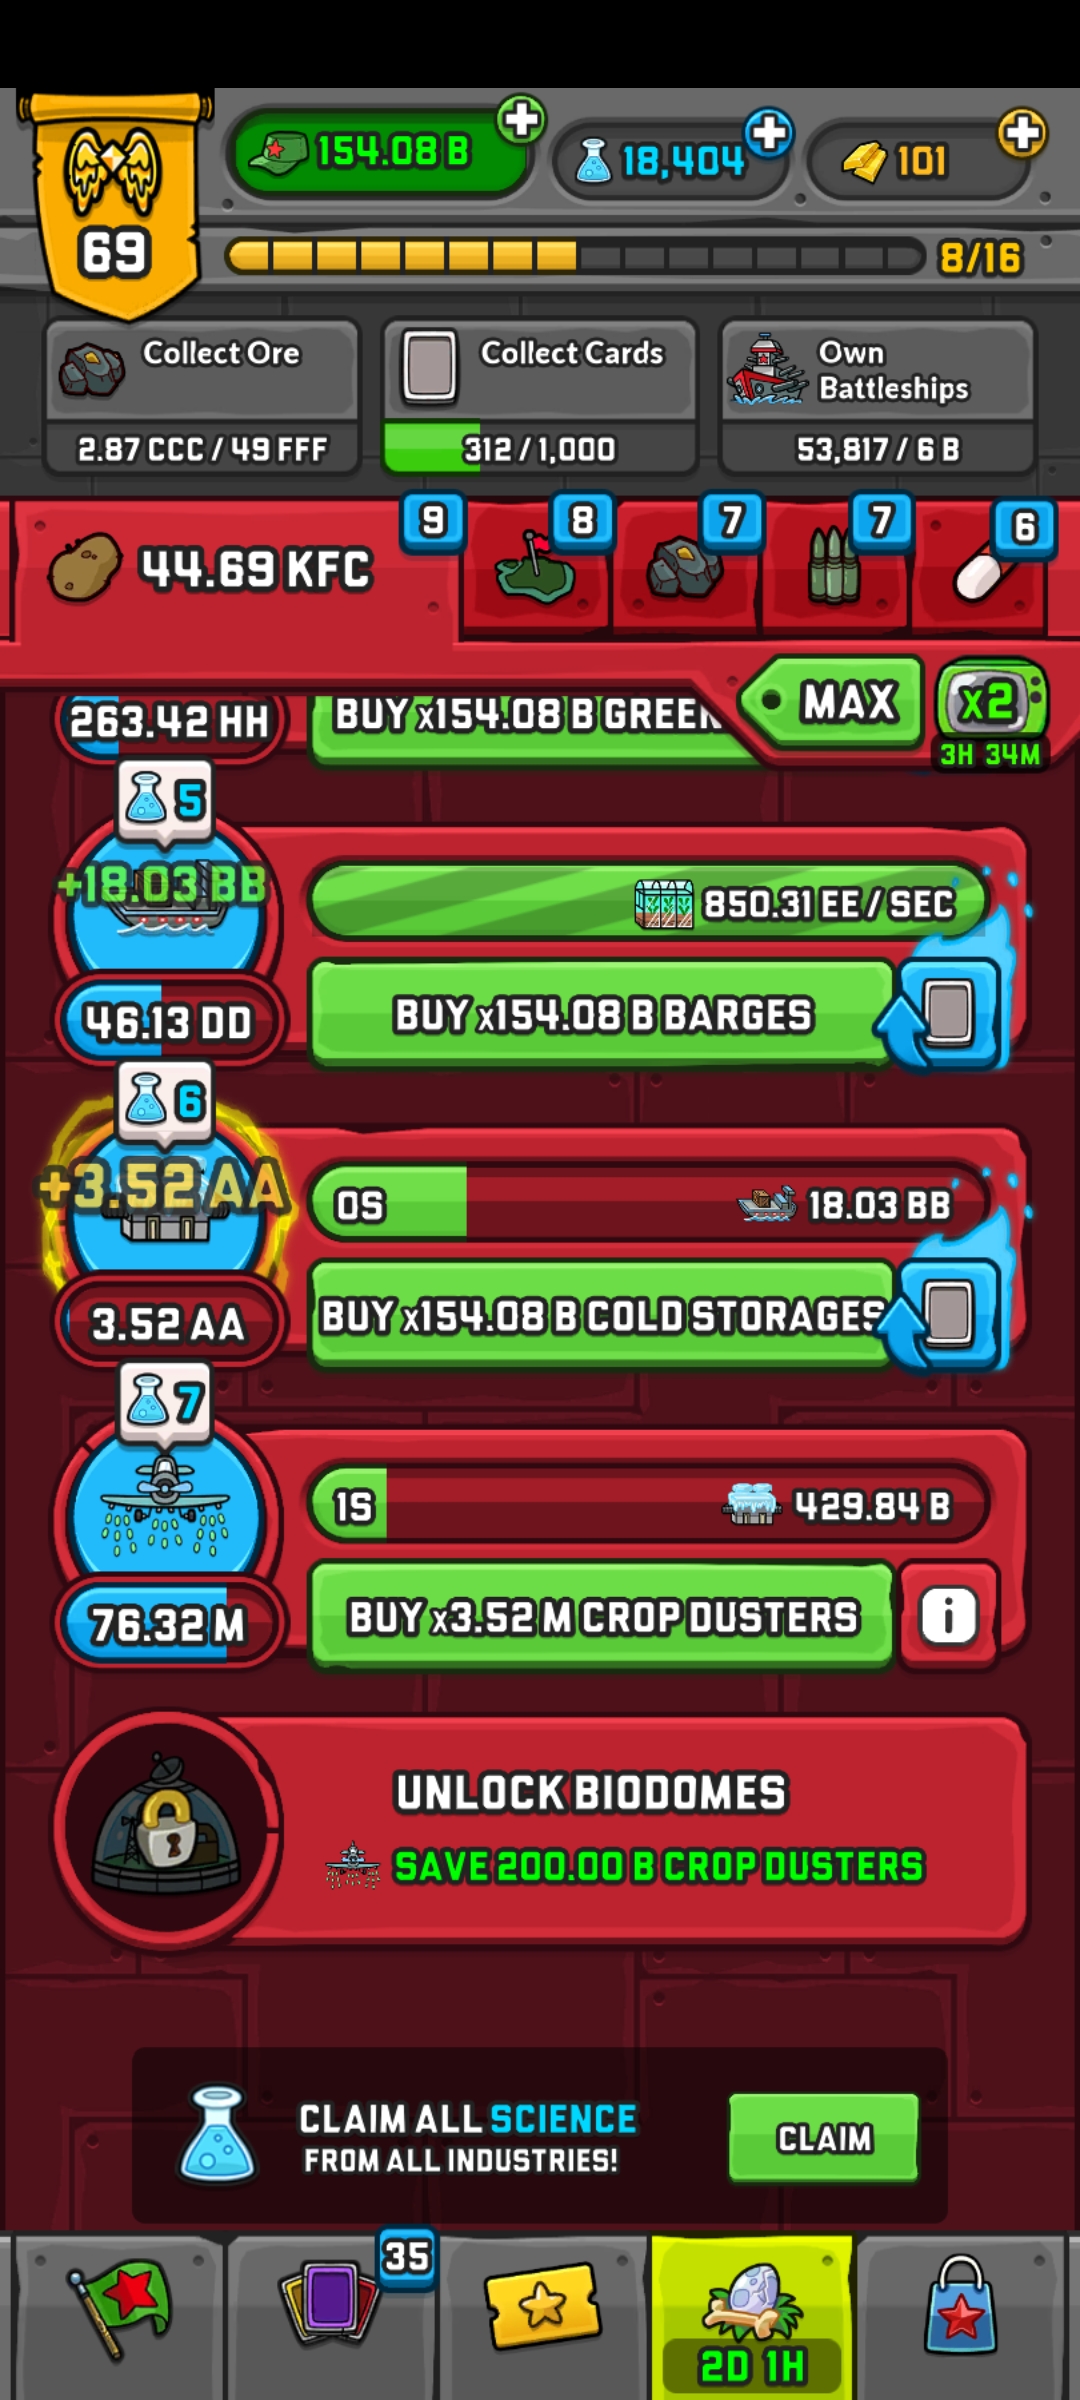 69
154.08 B
18,404
101
8/16
Collect Ore
2.87 CCC / 49 FFF
Collect Cards
312 / 1,000
Own
Battleships
53,817 / 6 B
44.69 KFC
9
8
7
7
6
MAX
x2
3H 34M
263.42 HH
BUY x154.08 B GREEN
5
+18.03 BB
850.31 EE / SEC
46.13 DD
BUY x154.08 B BARGES
6
+3.52 AA
0S
18.03 BB
3.52 AA
BUY x154.08 B COLD STORAGES
7
1S
429.84 B
76.32 M
BUY x3.52 M CROP DUSTERS
i
UNLOCK BIODOMES
SAVE 200.00 B CROP DUSTERS
CLAIM ALL SCIENCE
FROM ALL INDUSTRIES!
CLAIM
35
2D 1H